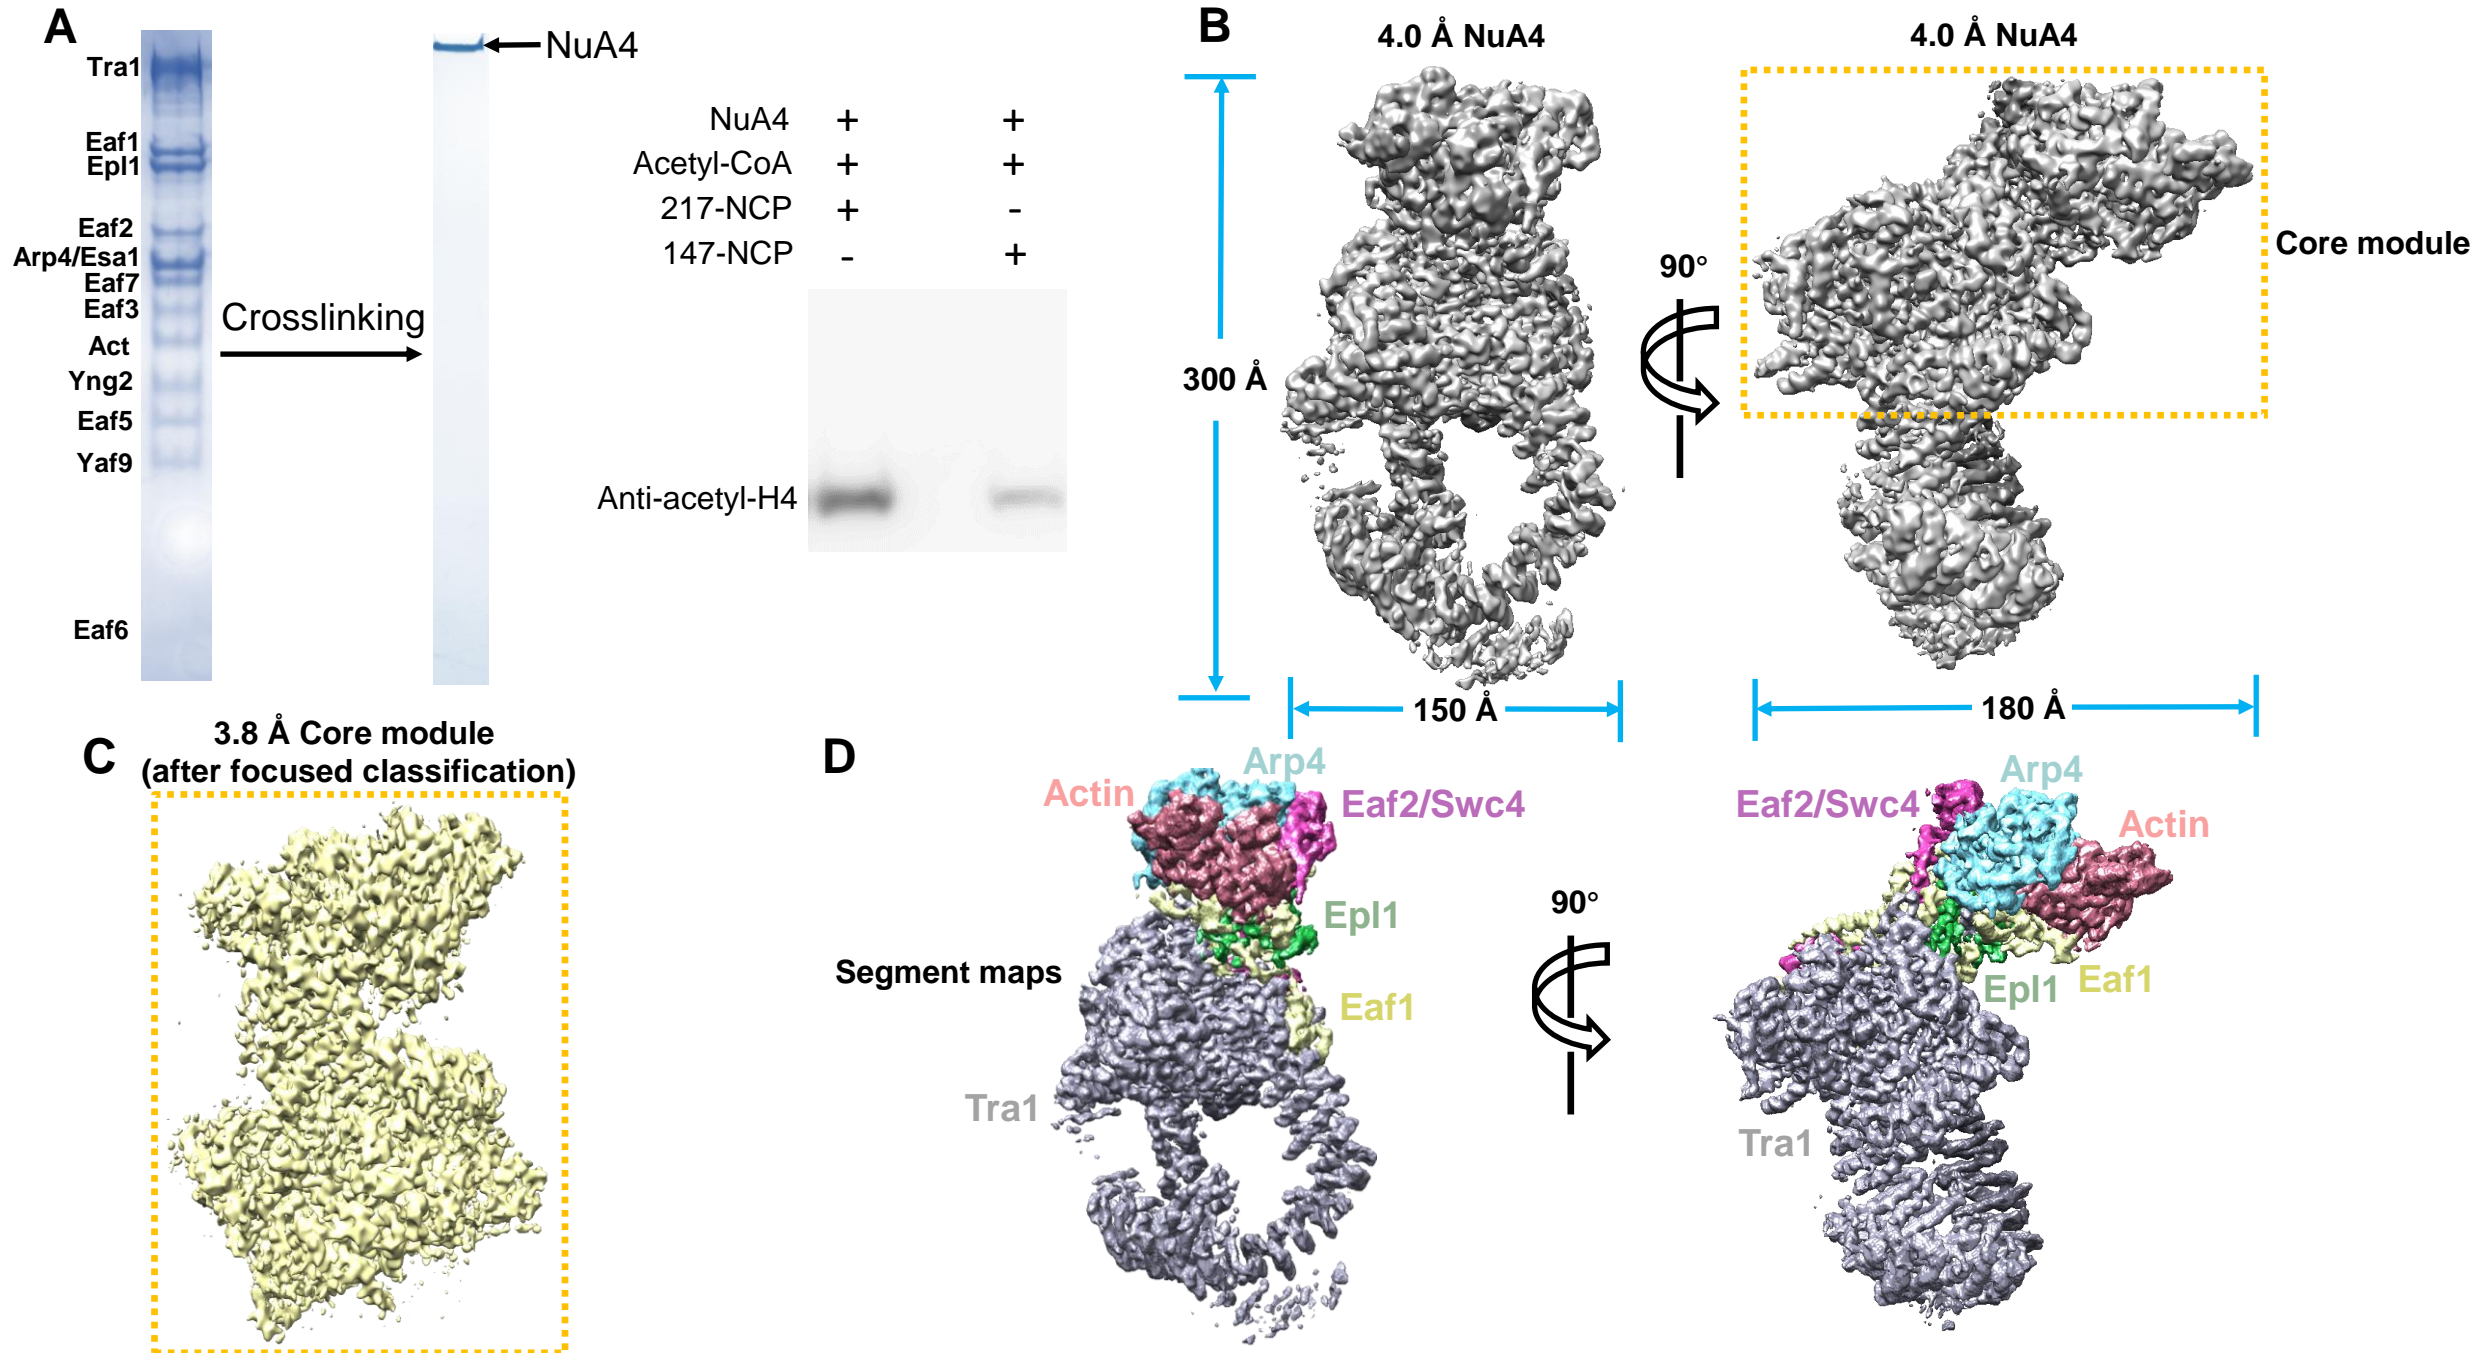 A
Tra1
Eaf1
Epl1
Eaf2
Arp4/Esa1
Eaf7
Eaf3
Act
Yng2
Eaf5
Yaf9
Eaf6
Crosslinking
NuA4
NuA4 + +
Acetyl-CoA + +
217-NCP + -
147-NCP - +
Anti-acetyl-H4
B
4.0 Å NuA4
4.0 Å NuA4
300 Å
90°
Core module
150 Å
180 Å
C
3.8 Å Core module
(after focused classification)
D
Arp4
Actin
Eaf2/Swc4
Epl1
Segment maps
Eaf1
Tra1
90°
Arp4
Eaf2/Swc4
Actin
Epl1
Eaf1
Tra1